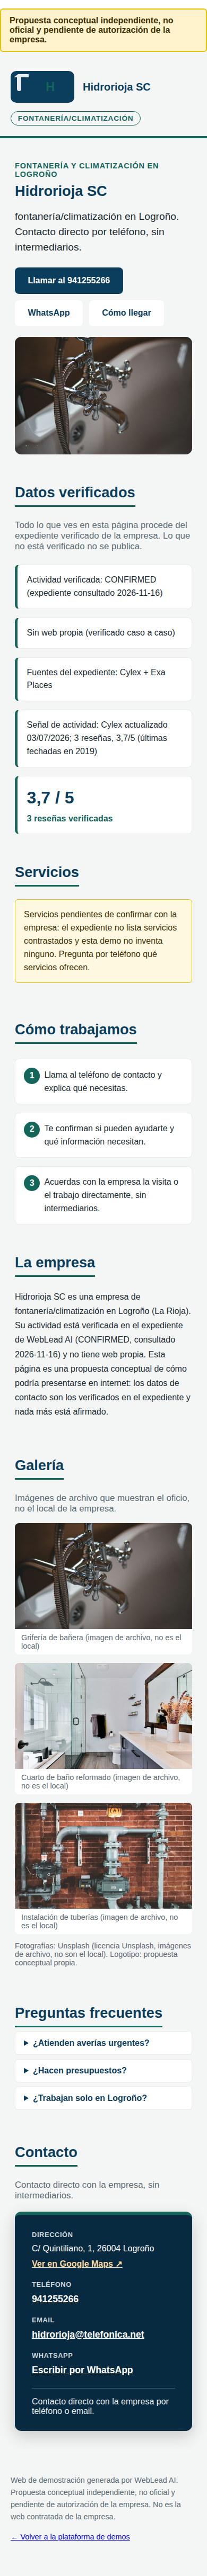 Propuesta conceptual independiente, no
oficial y pendiente de autorización de la
empresa.
H
Hidrorioja SC
FONTANERÍA/CLIMATIZACIÓN
FONTANERÍA Y CLIMATIZACIÓN EN
LOGROÑO
Hidrorioja SC
fontanería/climatización en Logroño.
Contacto directo por teléfono, sin
intermediarios.
Llamar al 941255266
WhatsApp
Cómo llegar
Datos verificados
Todo lo que ves en esta página procede del
expediente verificado de la empresa. Lo que
no está verificado no se publica.
Actividad verificada: CONFIRMED
(expediente consultado 2026-11-16)
Sin web propia (verificado caso a caso)
Fuentes del expediente: Cylex + Exa
Places
Señal de actividad: Cylex actualizado
03/07/2026; 3 reseñas, 3,7/5 (últimas
fechadas en 2019)
3,7 / 5
3 reseñas verificadas
Servicios
Servicios pendientes de confirmar con la
empresa: el expediente no lista servicios
contrastados y esta demo no inventa
ninguno. Pregunta por teléfono qué
servicios ofrecen.
Cómo trabajamos
1 Llama al teléfono de contacto y
explica qué necesitas.
2 Te confirman si pueden ayudarte y
qué información necesitan.
3 Acuerdas con la empresa la visita o
el trabajo directamente, sin
intermediarios.
La empresa
Hidrorioja SC es una empresa de
fontanería/climatización en Logroño (La Rioja).
Su actividad está verificada en el expediente
de WebLead AI (CONFIRMED, consultado
2026-11-16) y no tiene web propia. Esta
página es una propuesta conceptual de cómo
podría presentarse en internet: los datos de
contacto son los verificados en el expediente y
nada más está afirmado.
Galería
Imágenes de archivo que muestran el oficio,
no el local de la empresa.
Grifería de bañera (imagen de archivo, no es el
local)
Cuarto de baño reformado (imagen de archivo,
no es el local)
Instalación de tuberías (imagen de archivo, no
es el local)
Fotografías: Unsplash (licencia Unsplash, imágenes
de archivo, no son el local). Logotipo: propuesta
conceptual propia.
Preguntas frecuentes
¿Atienden averías urgentes?
¿Hacen presupuestos?
¿Trabajan solo en Logroño?
Contacto
Contacto directo con la empresa, sin
intermediarios.
DIRECCIÓN
C/ Quintiliano, 1, 26004 Logroño
Ver en Google Maps ↗
TELÉFONO
941255266
EMAIL
hidrorioja@telefonica.net
WHATSAPP
Escribir por WhatsApp
Contacto directo con la empresa por
teléfono o email.
Web de demostración generada por WebLead AI.
Propuesta conceptual independiente, no oficial y
pendiente de autorización de la empresa. No es la
web contratada de la empresa.
← Volver a la plataforma de demos